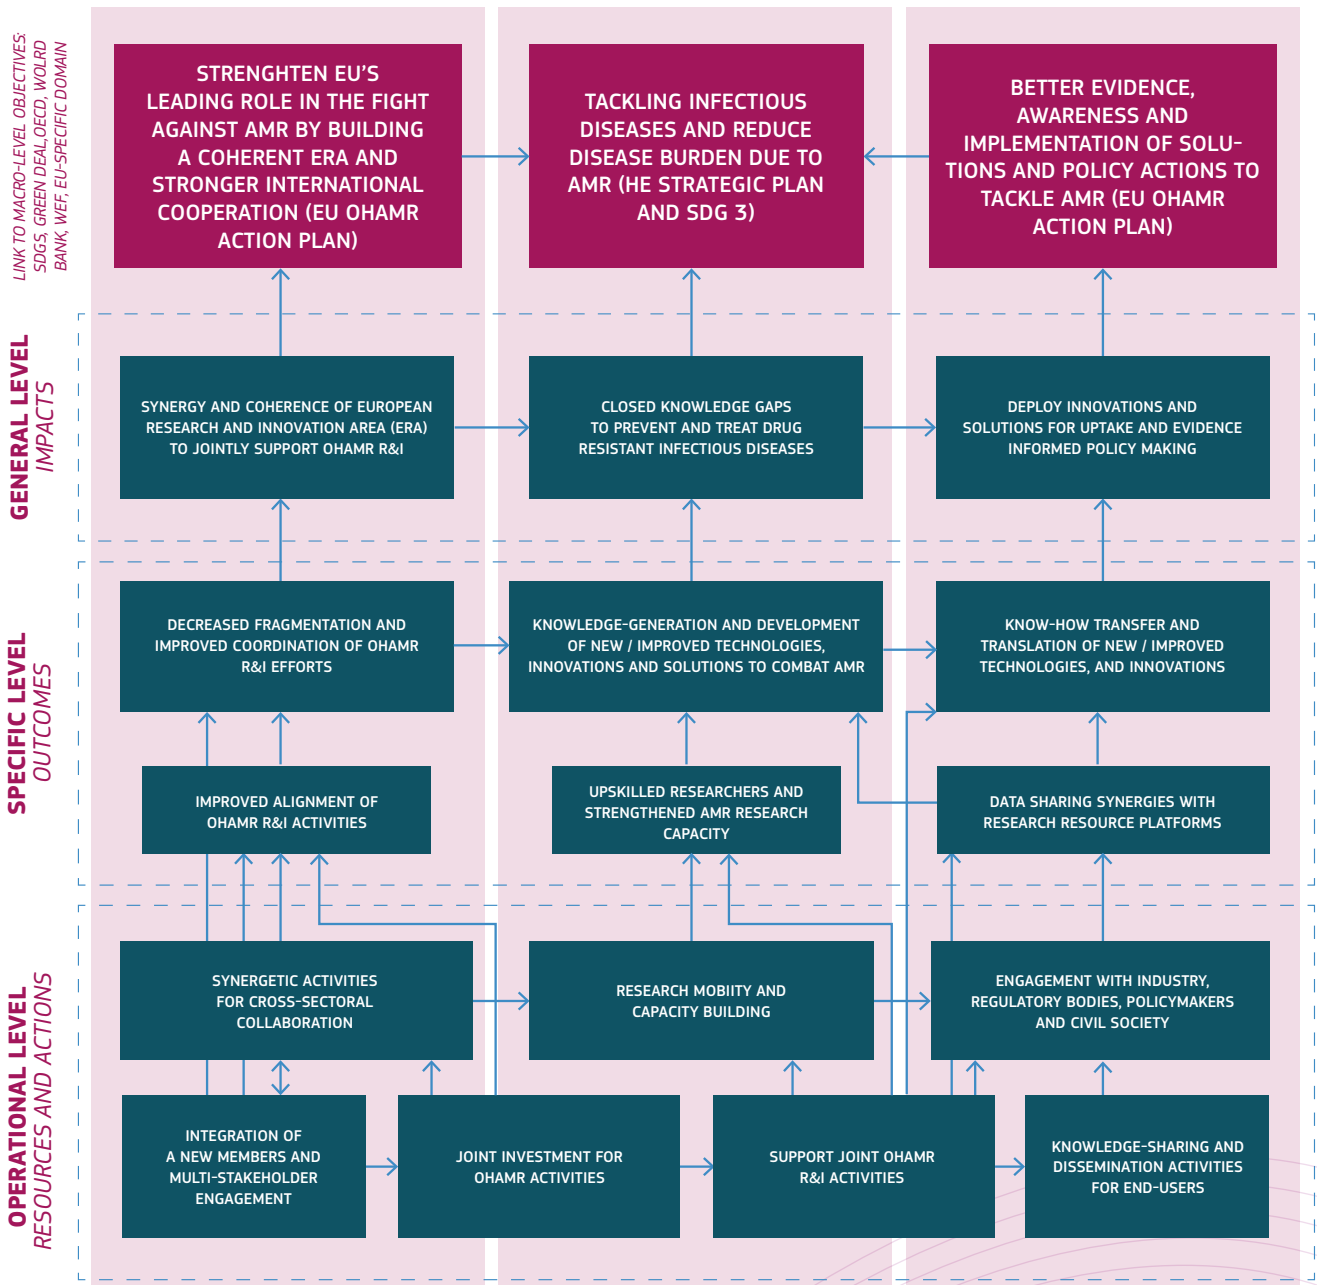 LINK TO MACRO-LEVEL OBJECTIVES:
SDGS, GREEN DEAL,OECD, WOLRD
BANK, WEF, EU-SPECIFIC DOMAIN
STRENGHTEN EU'S
LEADING ROLE IN THE FIGHT
AGAINST AMR BY BUILDING
A COHERENT ERA AND
STRONGER INTERNATIONAL
COOPERATION (EU OHAMR
ACTION PLAN)
TACKLING INFECTIOUS
DISEASES AND REDUCE
DISEASE BURDEN DUE TO
AMR (HE STRATEGIC PLAN
AND SDG 3)
BETTER EVIDENCE,
AWARENESS AND
IMPLEMENTATION OF SOLU-
TIONS AND POLICY ACTIONS TO
TACKLE AMR (EU OHAMR
ACTION PLAN)
GENERAL LEVEL
IMPACTS
SYNERGY AND COHERENCE OF EUROPEAN
RESEARCH AND INNOVATION AREA (ERA)
TO JOINTLY SUPPORT OHAMR R&I
CLOSED KNOWLEDGE GAPS
TO PREVENT AND TREAT DRUG
RESISTANT INFECTIOUS DISEASES
DEPLOY INNOVATIONS AND
SOLUTIONS FOR UPTAKE AND EVIDENCE
INFORMED POLICY MAKING
SPECIFIC LEVEL
OUTCOMES
DECREASED FRAGMENTATION AND
IMPROVED COORDINATION OF OHAMR
R&I EFFORTS
KNOWLEDGE-GENERATION AND DEVELOPMENT
OF NEW / IMPROVED TECHNOLOGIES,
INNOVATIONS AND SOLUTIONS TO COMBAT AMR
KNOW-HOW TRANSFER AND
TRANSLATION OF NEW / IMPROVED
TECHNOLOGIES, AND INNOVATIONS
IMPROVED ALIGNMENT OF
OHAMR R&I ACTIVITIES
UPSKILLED RESEARCHERS AND
STRENGTHENED AMR RESEARCH
CAPACITY
DATA SHARING SYNERGIES WITH
RESEARCH RESOURCE PLATFORMS
OPERATIONAL LEVEL
RESOURCES AND ACTIONS
SYNERGETIC ACTIVITIES
FOR CROSS-SECTORAL
COLLABORATION
RESEARCH MOBIITY AND
CAPACITY BUILDING
ENGAGEMENT WITH INDUSTRY,
REGULATORY BODIES, POLICYMAKERS
AND CIVIL SOCIETY
INTEGRATION OF
A NEW MEMBERS AND
MULTI-STAKEHOLDER
ENGAGEMENT
JOINT INVESTMENT FOR
OHAMR ACTIVITIES
SUPPORT JOINT OHAMR
R&I ACTIVITIES
KNOWLEDGE-SHARING AND
DISSEMINATION ACTIVITIES
FOR END-USERS